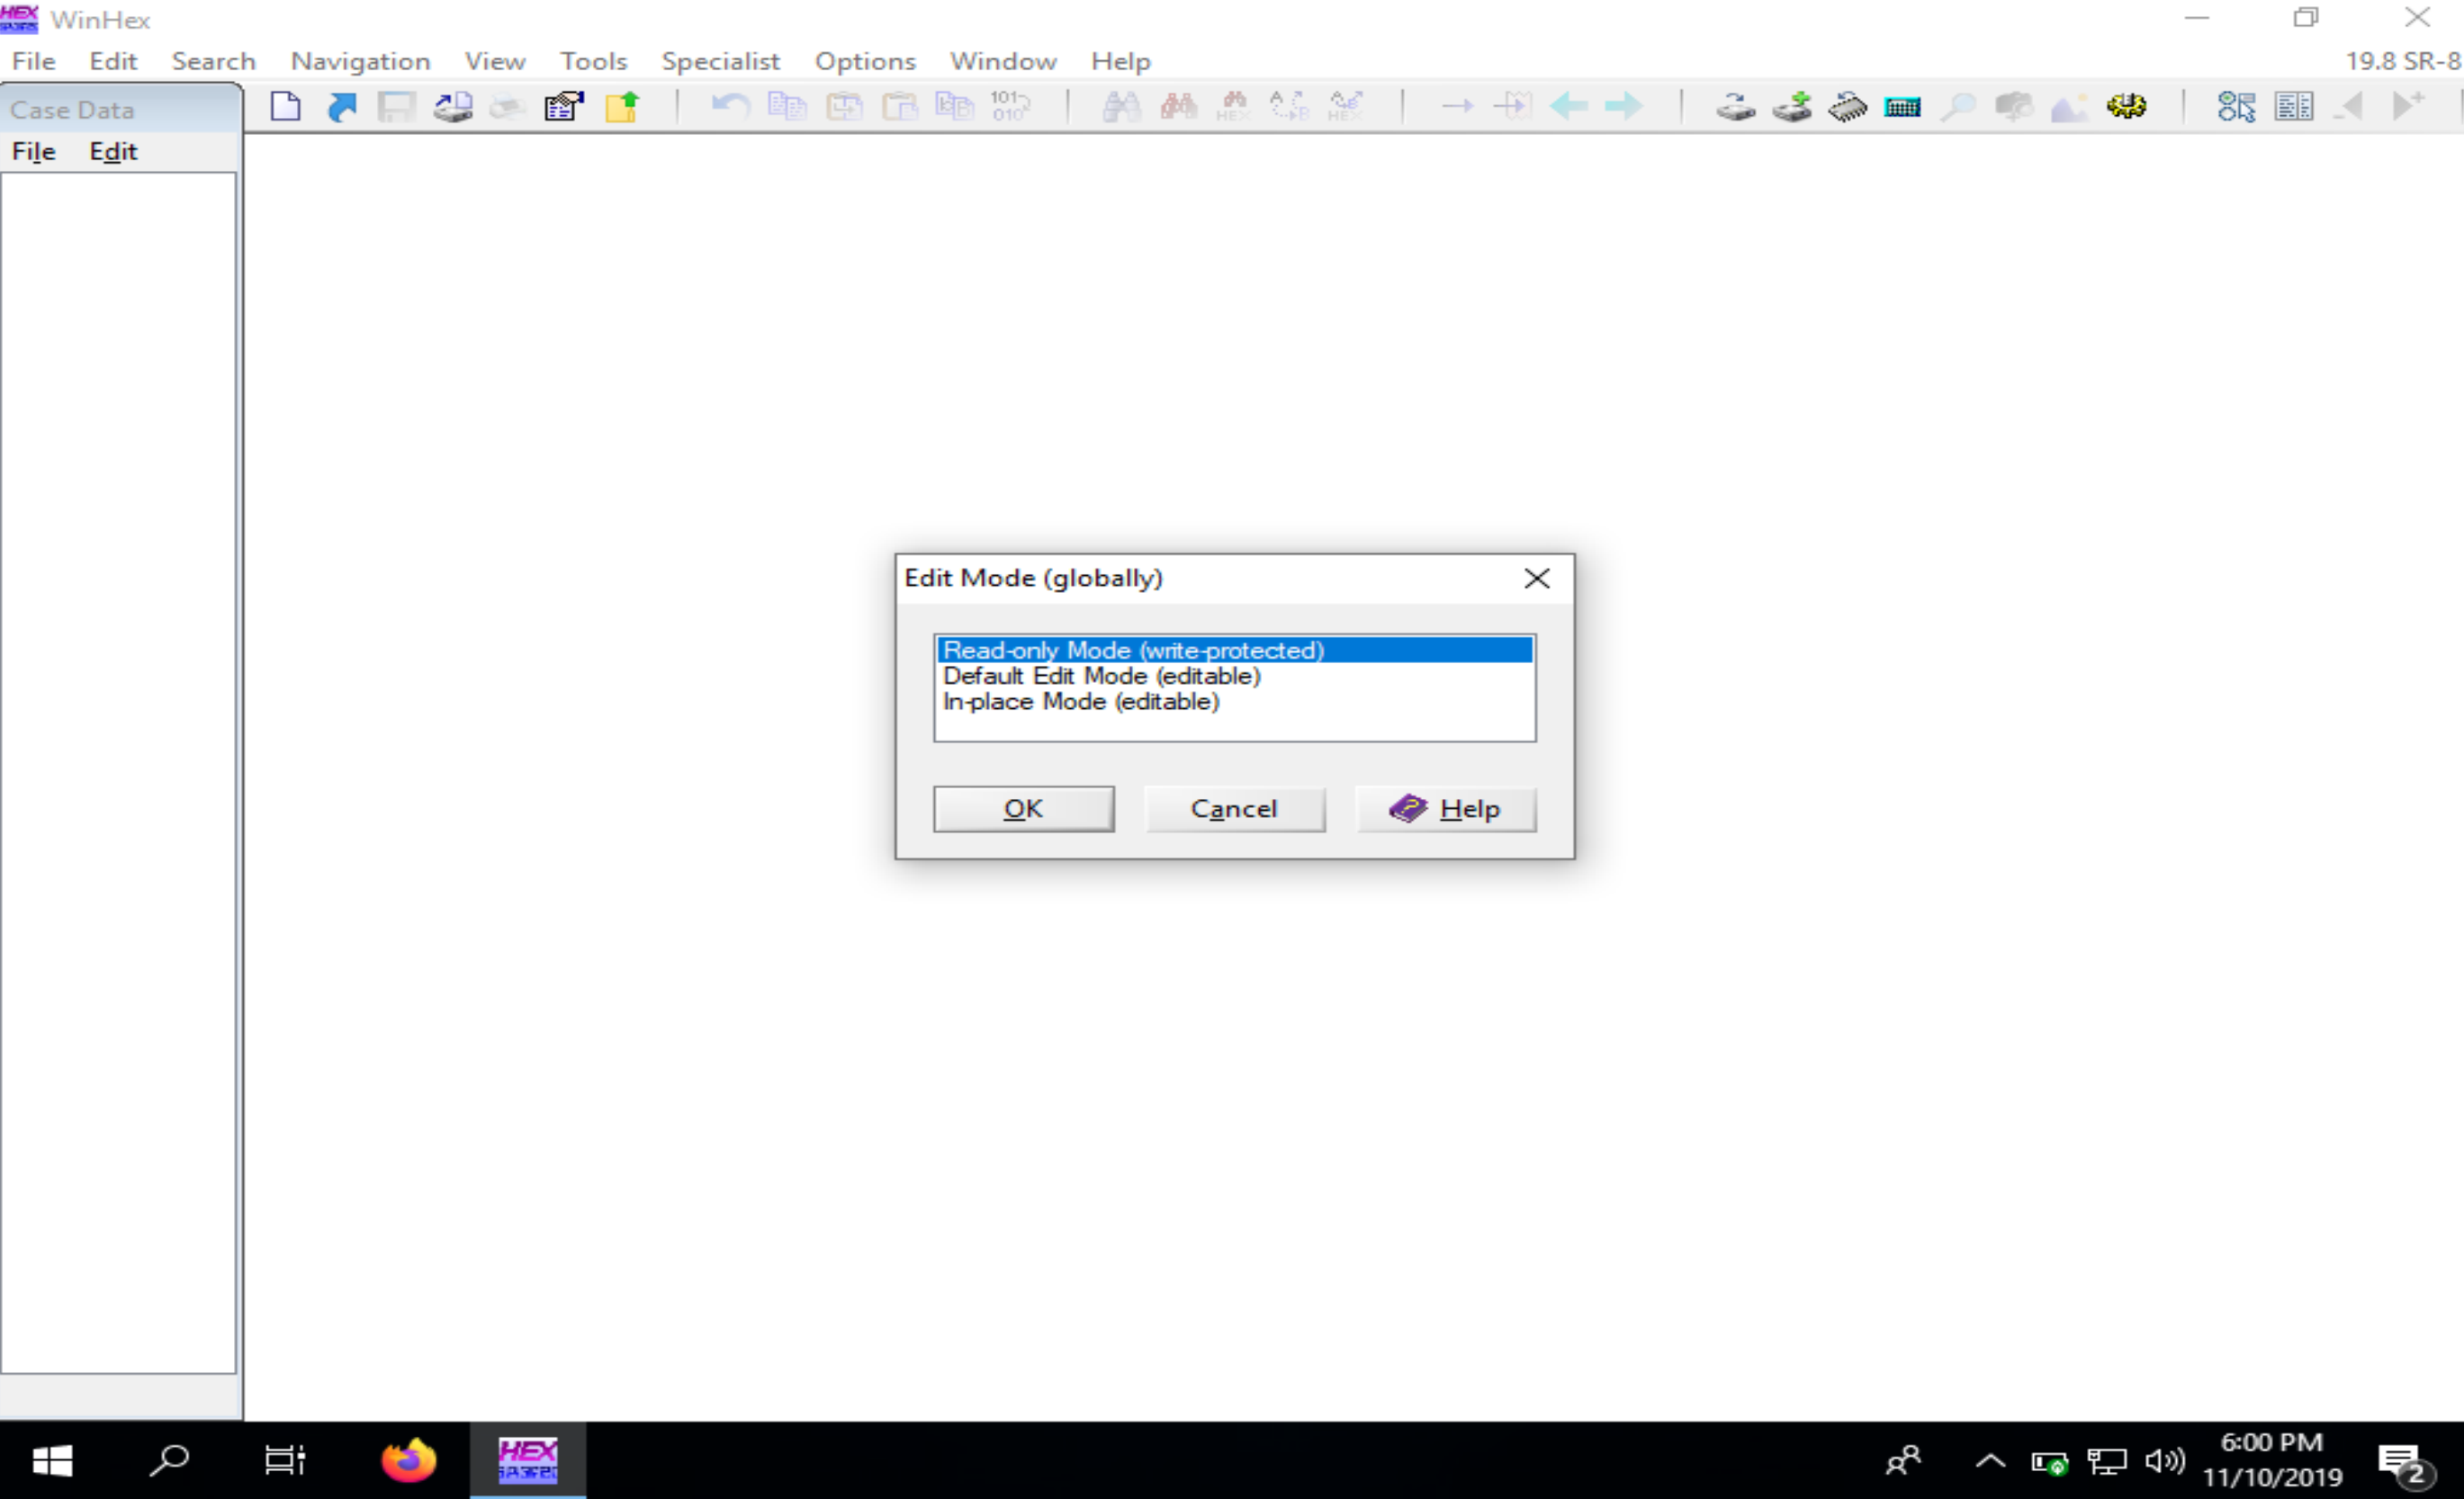 HEX
WinHex
File Edit Search Navigation View Tools Specialist Options Window Help 19.8 SR-8
Case Data
File Edit
Edit Mode (globally)
Read-only Mode (write-protected)
Default Edit Mode (editable)
In-place Mode (editable)
OK Cancel Help
HEX
6:00 PM
11/10/2019
2